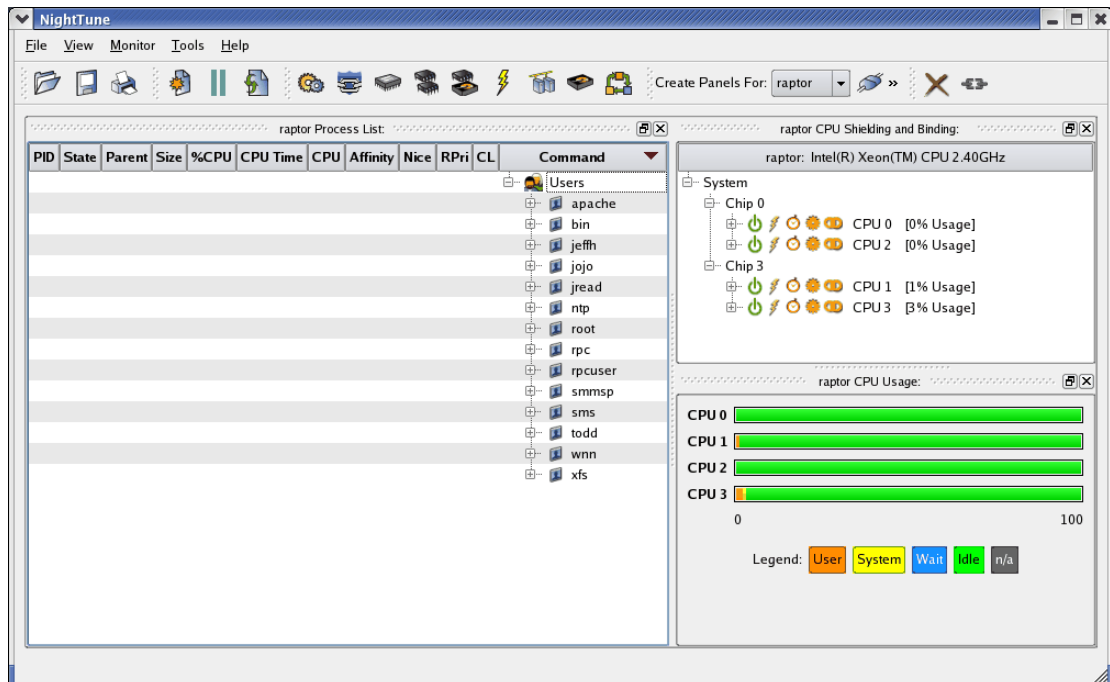 NightTune
File View Monitor Tools Help
Create Panels For: raptor »
raptor Process List:
PID State Parent Size %CPU CPU Time CPU Affinity Nice RPri CL Command
Users
apache
bin
jeffh
jojo
jread
ntp
root
rpc
rpcuser
smmsp
sms
todd
wnn
xfs
raptor CPU Shielding and Binding:
raptor: Intel(R) Xeon(TM) CPU 2.40GHz
System
Chip 0
CPU 0 [0% Usage]
CPU 2 [0% Usage]
Chip 3
CPU 1 [1% Usage]
CPU 3 [3% Usage]
raptor CPU Usage:
CPU 0
CPU 1
CPU 2
CPU 3
0 100
Legend: User System Wait Idle n/a